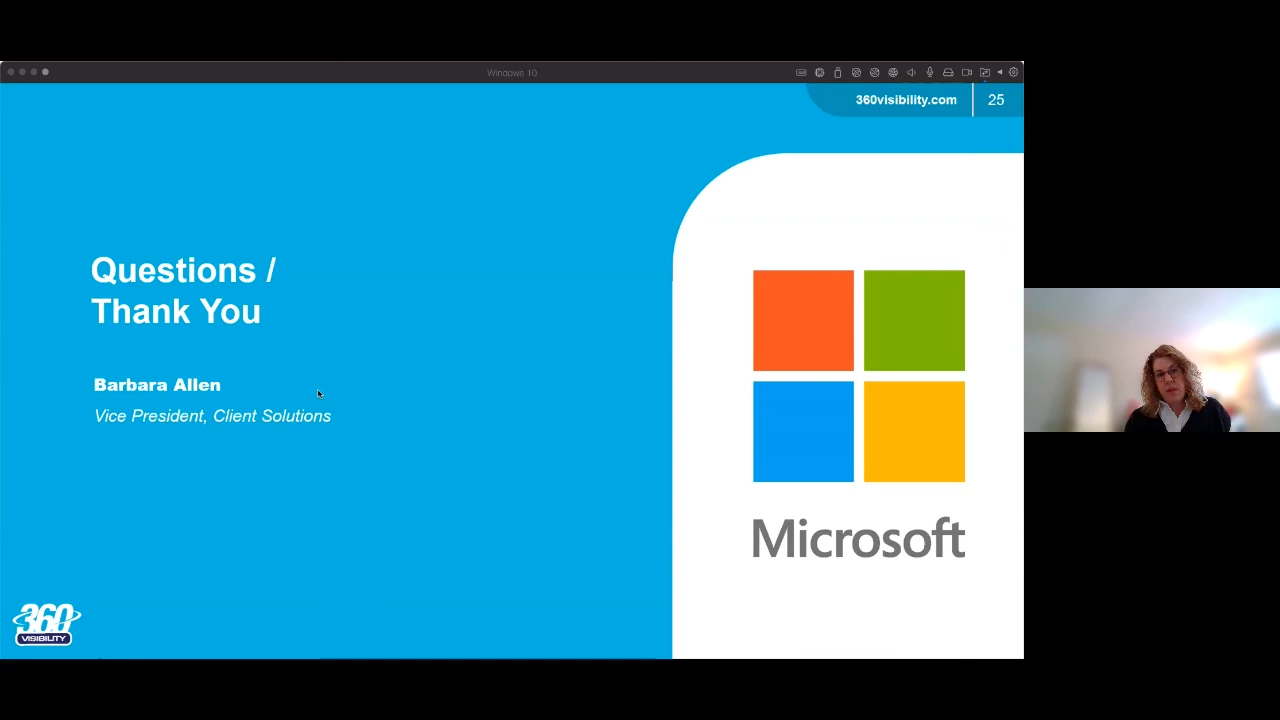 Windows 10
360visibility.com 25
Questions /
Thank You
Barbara Allen
Vice President, Client Solutions
Microsoft
360
VISIBILITY